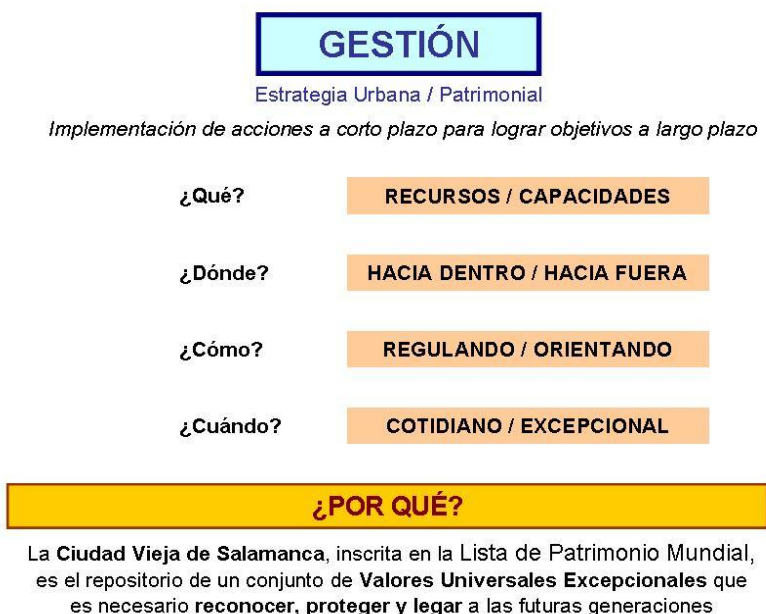 GESTIÓN
Estrategia Urbana / Patrimonial
Implementación de acciones a corto plazo para lograr objetivos a largo plazo
¿Qué? RECURSOS / CAPACIDADES
¿Dónde? HACIA DENTRO / HACIA FUERA
¿Cómo? REGULANDO / ORIENTANDO
¿Cuándo? COTIDIANO / EXCEPCIONAL
¿POR QUÉ?
La Ciudad Vieja de Salamanca, inscrita en la Lista de Patrimonio Mundial,
es el repositorio de un conjunto de Valores Universales Excepcionales que
es necesario reconocer, proteger y legar a las futuras generaciones